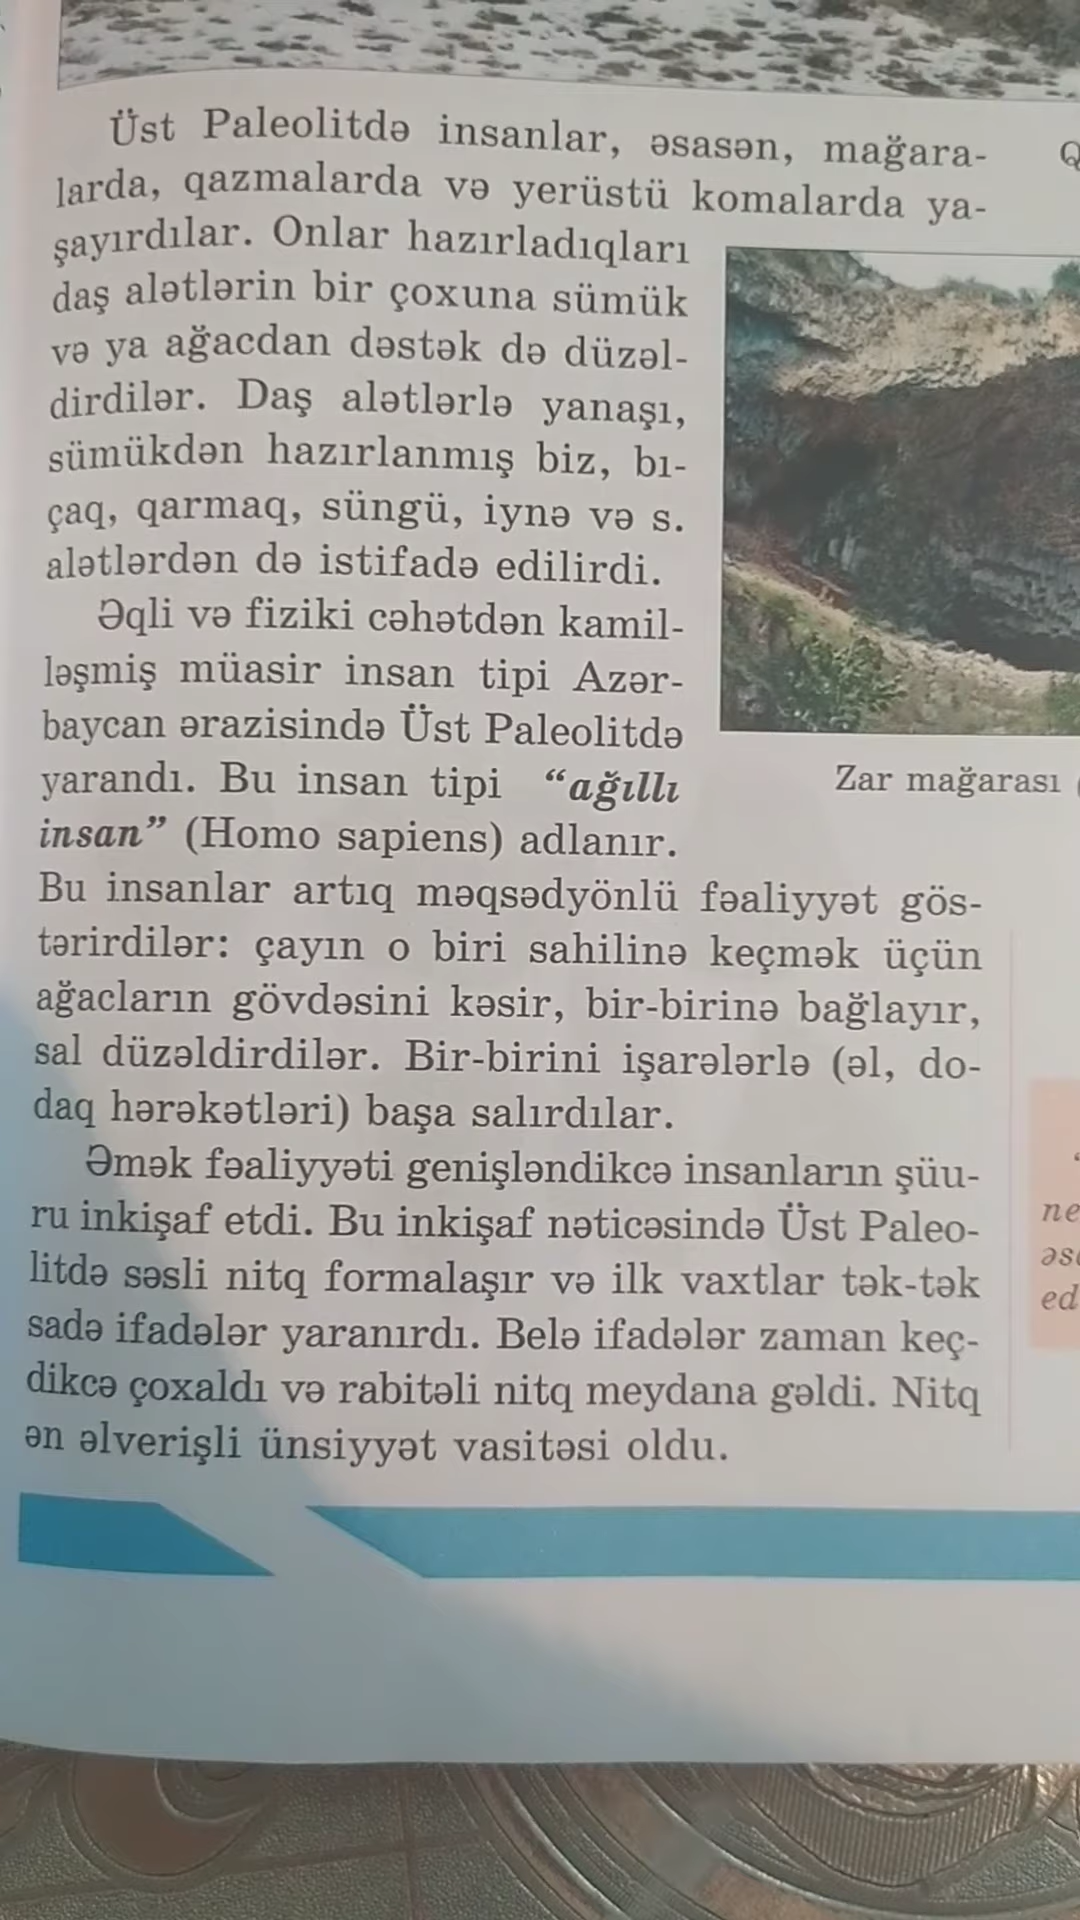 Üst Paleolitdə insanlar, əsasən, mağara-
larda, qazmalarda və yerüstü komalarda ya-
şayırdılar. Onlar hazırladıqları
daş alətlərin bir çoxuna sümük
və ya ağacdan dəstək də düzəl-
dirdilər. Daş alətlərlə yanaşı,
sümükdən hazırlanmış biz, bı-
çaq, qarmaq, süngü, iynə və s.
alətlərdən də istifadə edilirdi.
Əqli və fiziki cəhətdən kamil-
ləşmiş müasir insan tipi Azər-
baycan ərazisində Üst Paleolitdə
yarandı. Bu insan tipi “ağıllı
insan” (Homo sapiens) adlanır.
Bu insanlar artıq məqsədyönlü fəaliyyət gös-
tərirdilər: çayın o biri sahilinə keçmək üçün
ağacların gövdəsini kəsir, bir-birinə bağlayır,
sal düzəldirdilər. Bir-birini işarələrlə (əl, do-
daq hərəkətləri) başa salırdılar.
Əmək fəaliyyəti genişləndikcə insanların şüu-
ru inkişaf etdi. Bu inkişaf nəticəsində Üst Paleo-
litdə səsli nitq formalaşır və ilk vaxtlar tək-tək
sadə ifadələr yaranırdı. Belə ifadələr zaman keç-
dikcə çoxaldı və rabitəli nitq meydana gəldi. Nitq
ən əlverişli ünsiyyət vasitəsi oldu.
Zar mağarası
ne
ed